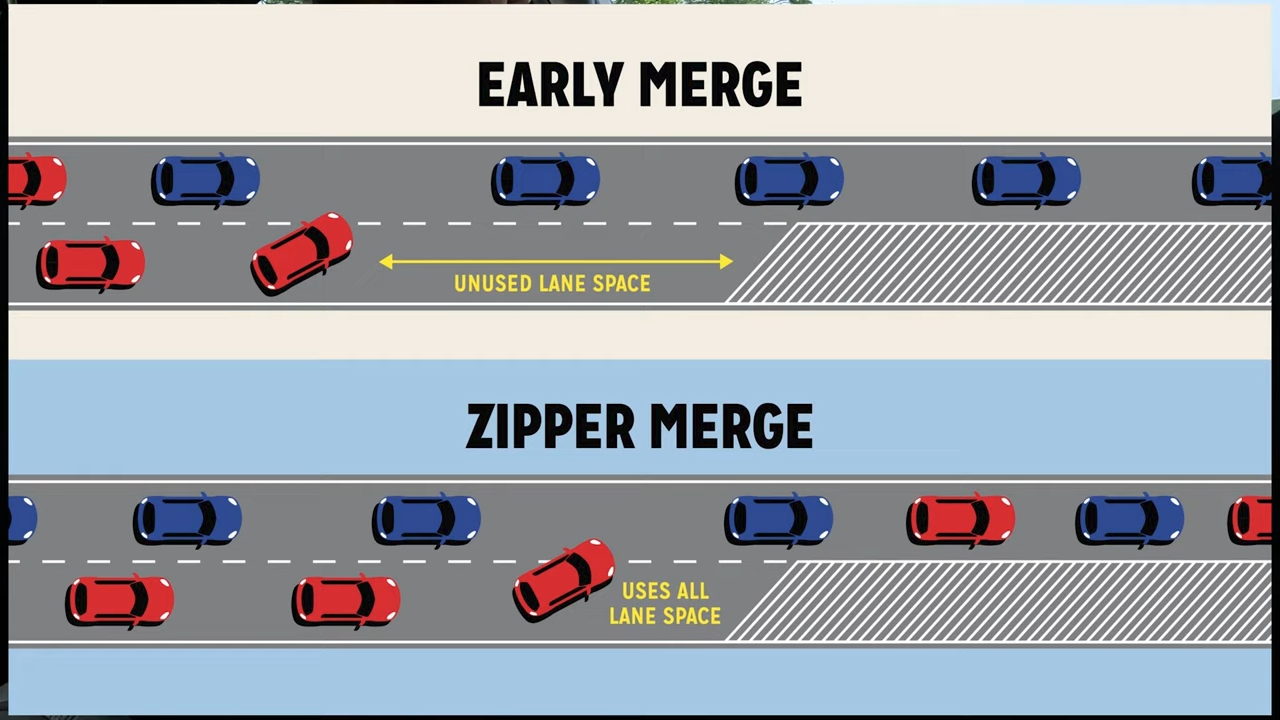 EARLY MERGE
UNUSED LANE SPACE
ZIPPER MERGE
USES ALL
LANE SPACE